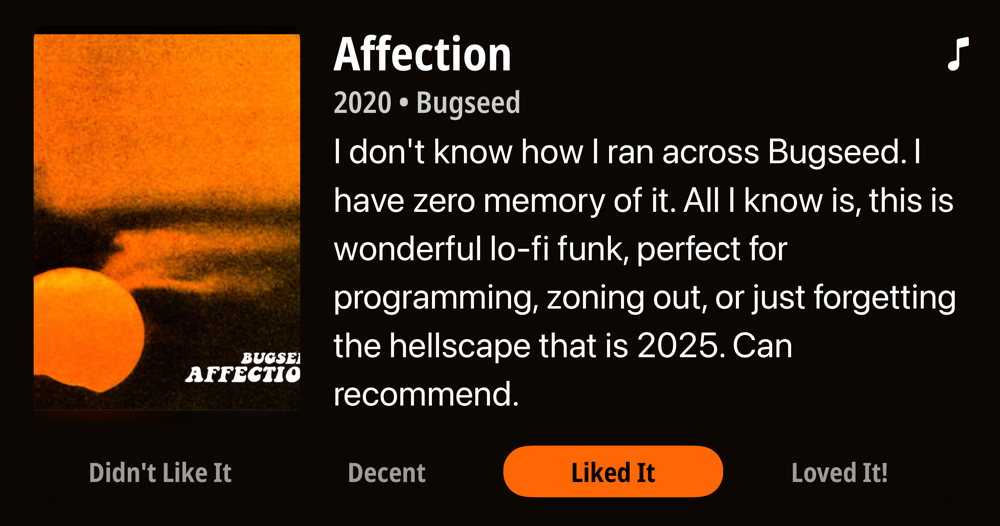 Affection
2020 • Bugseed
I don't know how I ran across Bugseed. I
have zero memory of it. All I know is, this is
wonderful lo-fi funk, perfect for
programming, zoning out, or just forgetting
the hellscape that is 2025. Can
recommend.
BUGSEE
AFFECTIO
Didn't Like It
Decent
Liked It
Loved It!